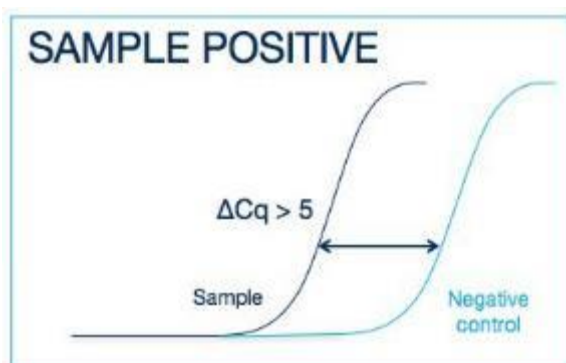 SAMPLE POSITIVE
ΔCq > 5
Sample
Negative
control